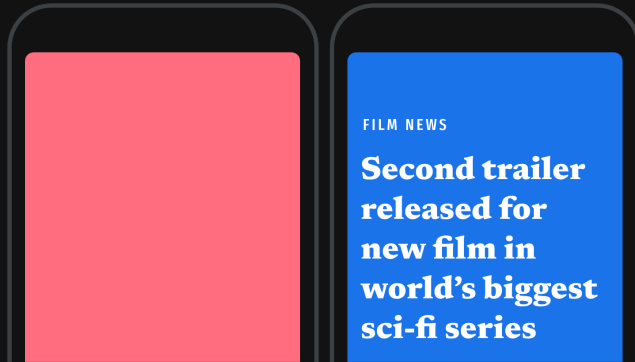 FILM NEWS
Second trailer
released for
new film in
world’s biggest
sci-fi series